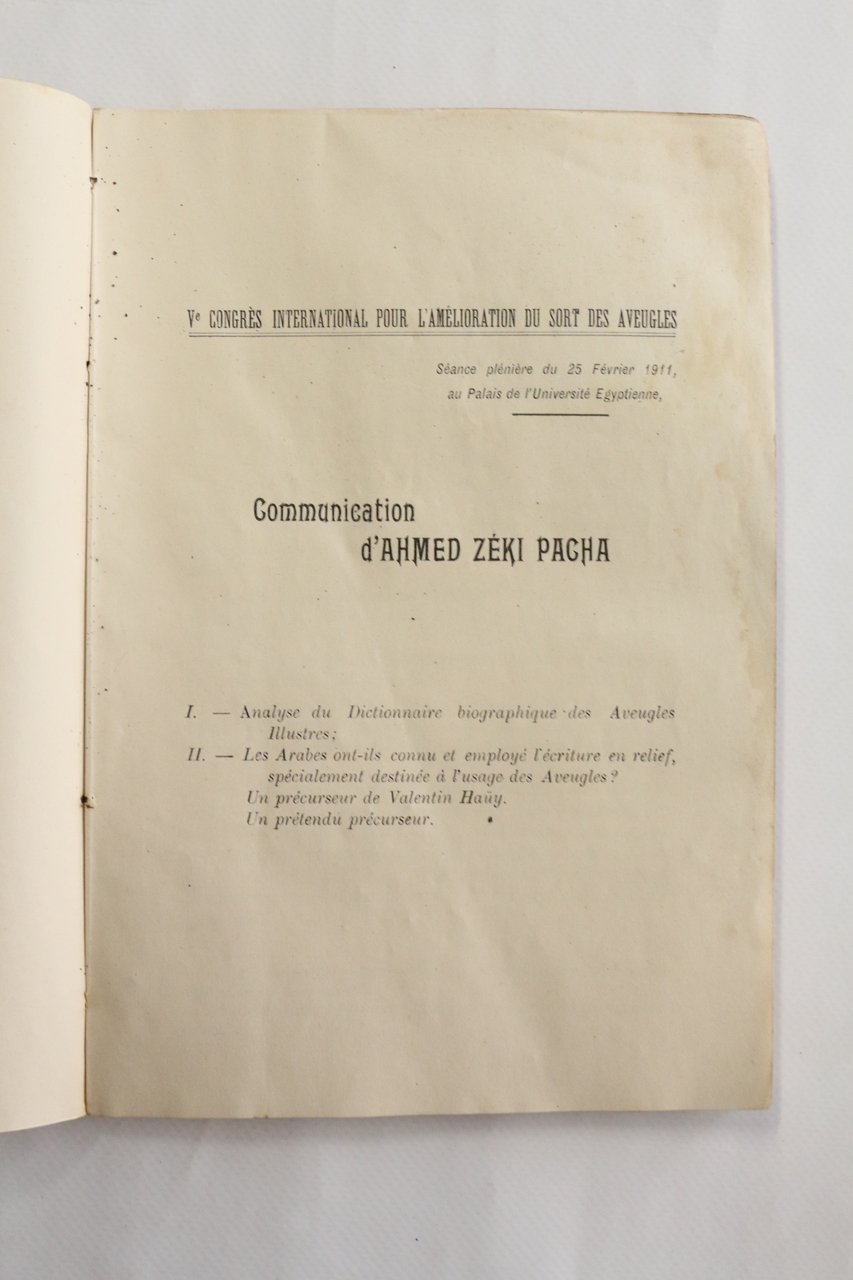 Vᵉ CONGRÈS INTERNATIONAL POUR L'AMÉLIORATION DU SORT DES AVEUGLES
Séance plénière du 25 Février 1911,
au Palais de l'Université Egyptienne,
Communication
d'AHMED ZÉKI PACHA
I. — Analyse du Dictionnaire biographique des Aveugles
Illustres;
II. — Les Arabes ont-ils connu et employé l'écriture en relief,
spécialement destinée à l'usage des Aveugles?
Un précurseur de Valentin Haüy.
Un prétendu précurseur.